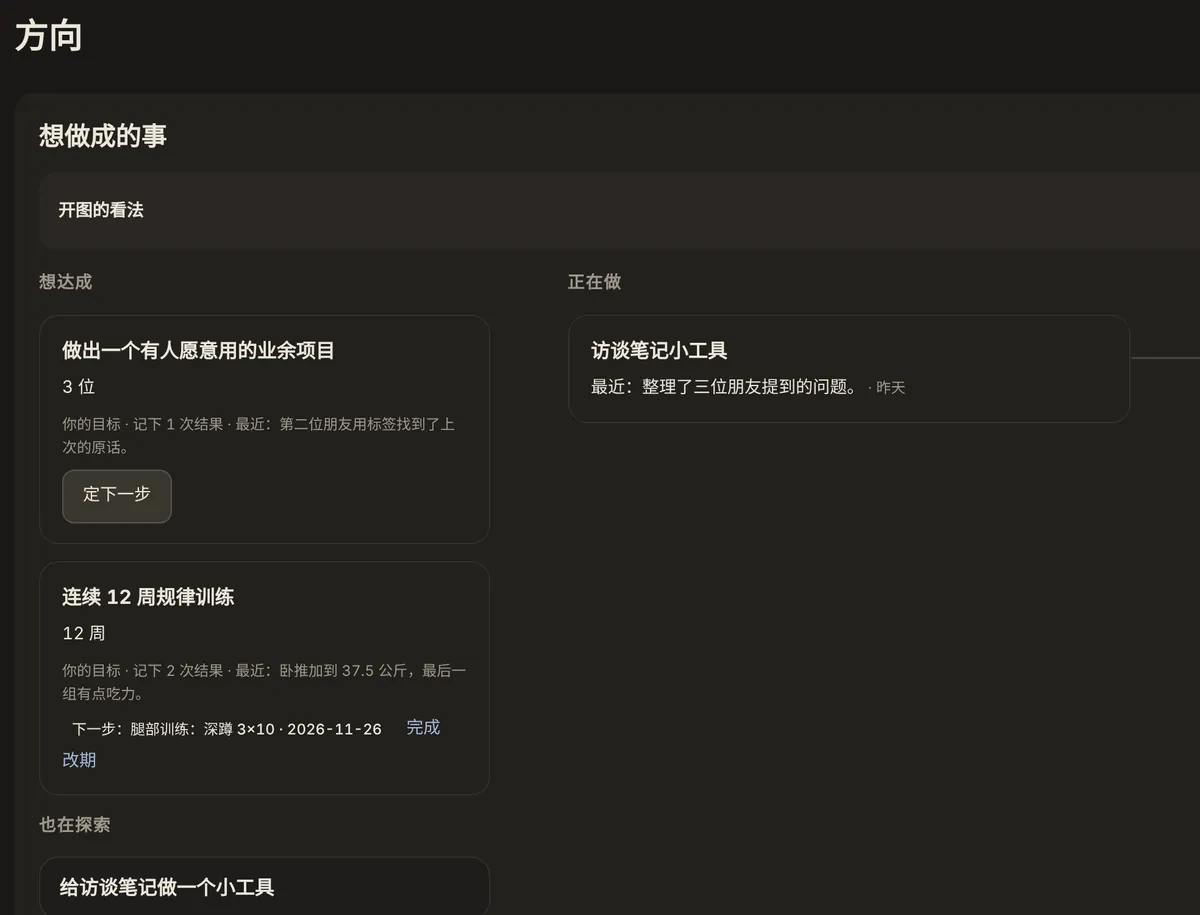 方向
想做成的事
开图的看法
想达成
做出一个有人愿意用的业余项目
3 位
你的目标 · 记下 1 次结果 · 最近：第二位朋友用标签找到了上
次的原话。
定下一步
连续 12 周规律训练
12 周
你的目标 · 记下 2 次结果 · 最近：卧推加到 37.5 公斤，最后一
组有点吃力。
下一步：腿部训练：深蹲 3×10 · 2026-11-26 完成
改期
也在探索
给访谈笔记做一个小工具
正在做
访谈笔记小工具
最近：整理了三位朋友提到的问题。 · 昨天